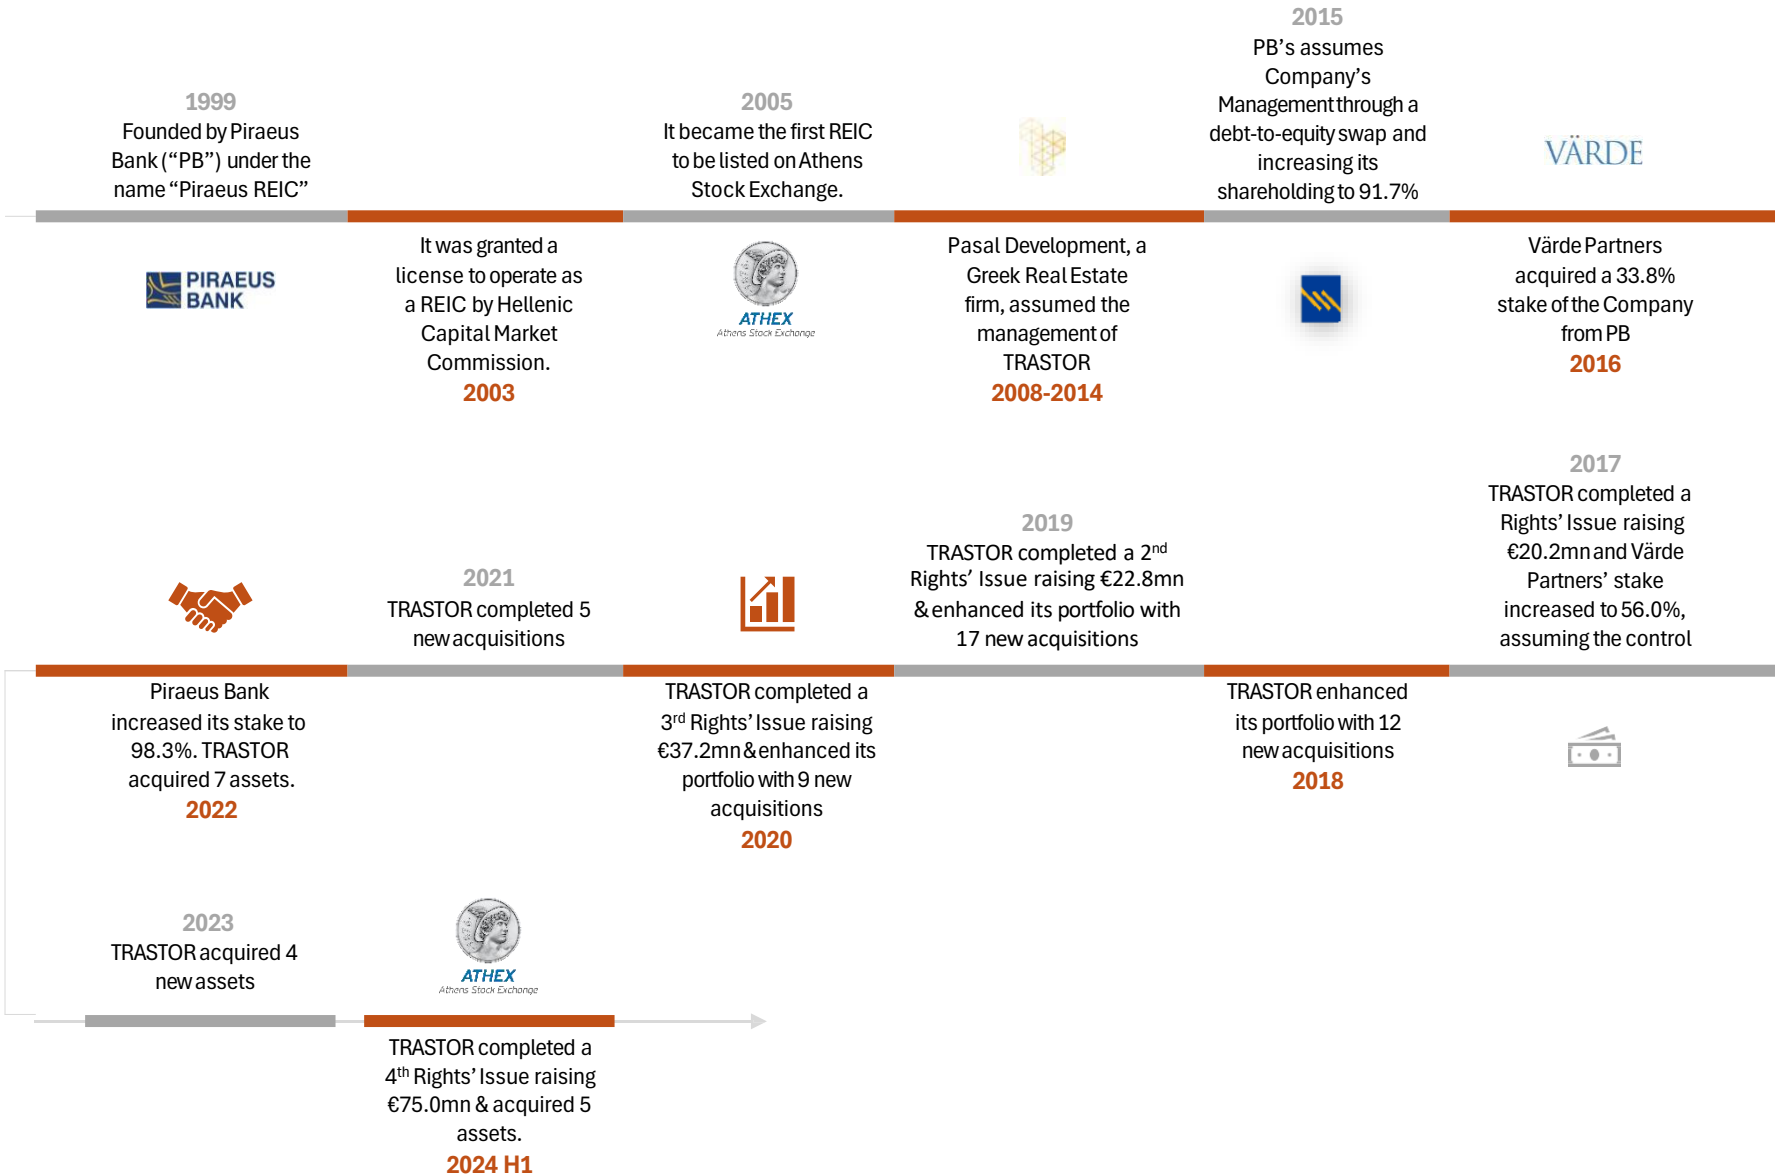 1999
Founded by Piraeus
Bank (“PB”) under the
name “Piraeus REIC”
PIRAEUS
BANK
It was granted a
license to operate as
a REIC by Hellenic
Capital Market
Commission.
2003
2005
It became the first REIC
to be listed on Athens
Stock Exchange.
ATHEX
Athens Stock Exchange
Pasal Development, a
Greek Real Estate
firm, assumed the
management of
TRASTOR
2008-2014
2015
PB’s assumes
Company’s
Management through a
debt-to-equity swap and
increasing its
shareholding to 91.7%
VÄRDE
Värde Partners
acquired a 33.8%
stake of the Company
from PB
2016
2017
TRASTOR completed a
Rights’ Issue raising
€20.2mn and Värde
Partners’ stake
increased to 56.0%,
assuming the control
TRASTOR enhanced
its portfolio with 12
new acquisitions
2018
2019
TRASTOR completed a 2nd
Rights’ Issue raising €22.8mn
& enhanced its portfolio with
17 new acquisitions
TRASTOR completed a
3rd Rights’ Issue raising
€37.2mn & enhanced its
portfolio with 9 new
acquisitions
2020
2021
TRASTOR completed 5
new acquisitions
Piraeus Bank
increased its stake to
98.3%. TRASTOR
acquired 7 assets.
2022
2023
TRASTOR acquired 4
new assets
ATHEX
Athens Stock Exchange
TRASTOR completed a
4th Rights’ Issue raising
€75.0mn & acquired 5
assets.
2024 H1